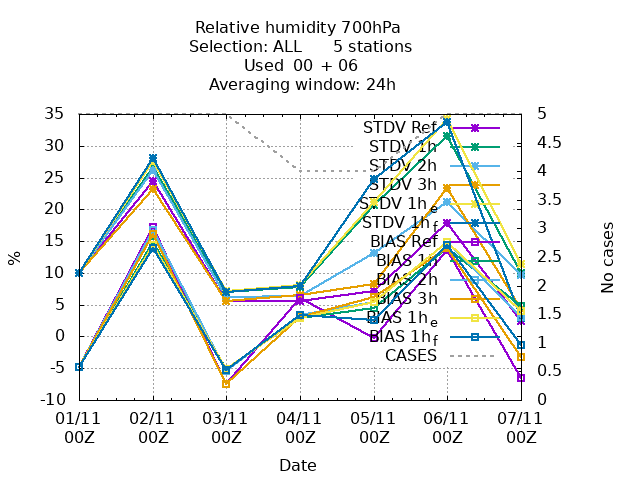 Relative humidity 700hPa
Selection: ALL 5 stations
Used 00 + 06
Averaging window: 24h
35
30
25
20
15
10
5
0
-5
-10
%
5
4.5
4
3.5
3
2.5
2
1.5
1
0.5
0
No cases
STDV Ref
STDV 1h
STDV 2h
STDV 3h
STDV 1h e
STDV 1h f
BIAS Ref
BIAS 1h
BIAS 2h
BIAS 3h
BIAS 1h e
BIAS 1h f
CASES
01/11 02/11 03/11 04/11 05/11 06/11 07/11
00Z 00Z 00Z 00Z 00Z 00Z 00Z
Date